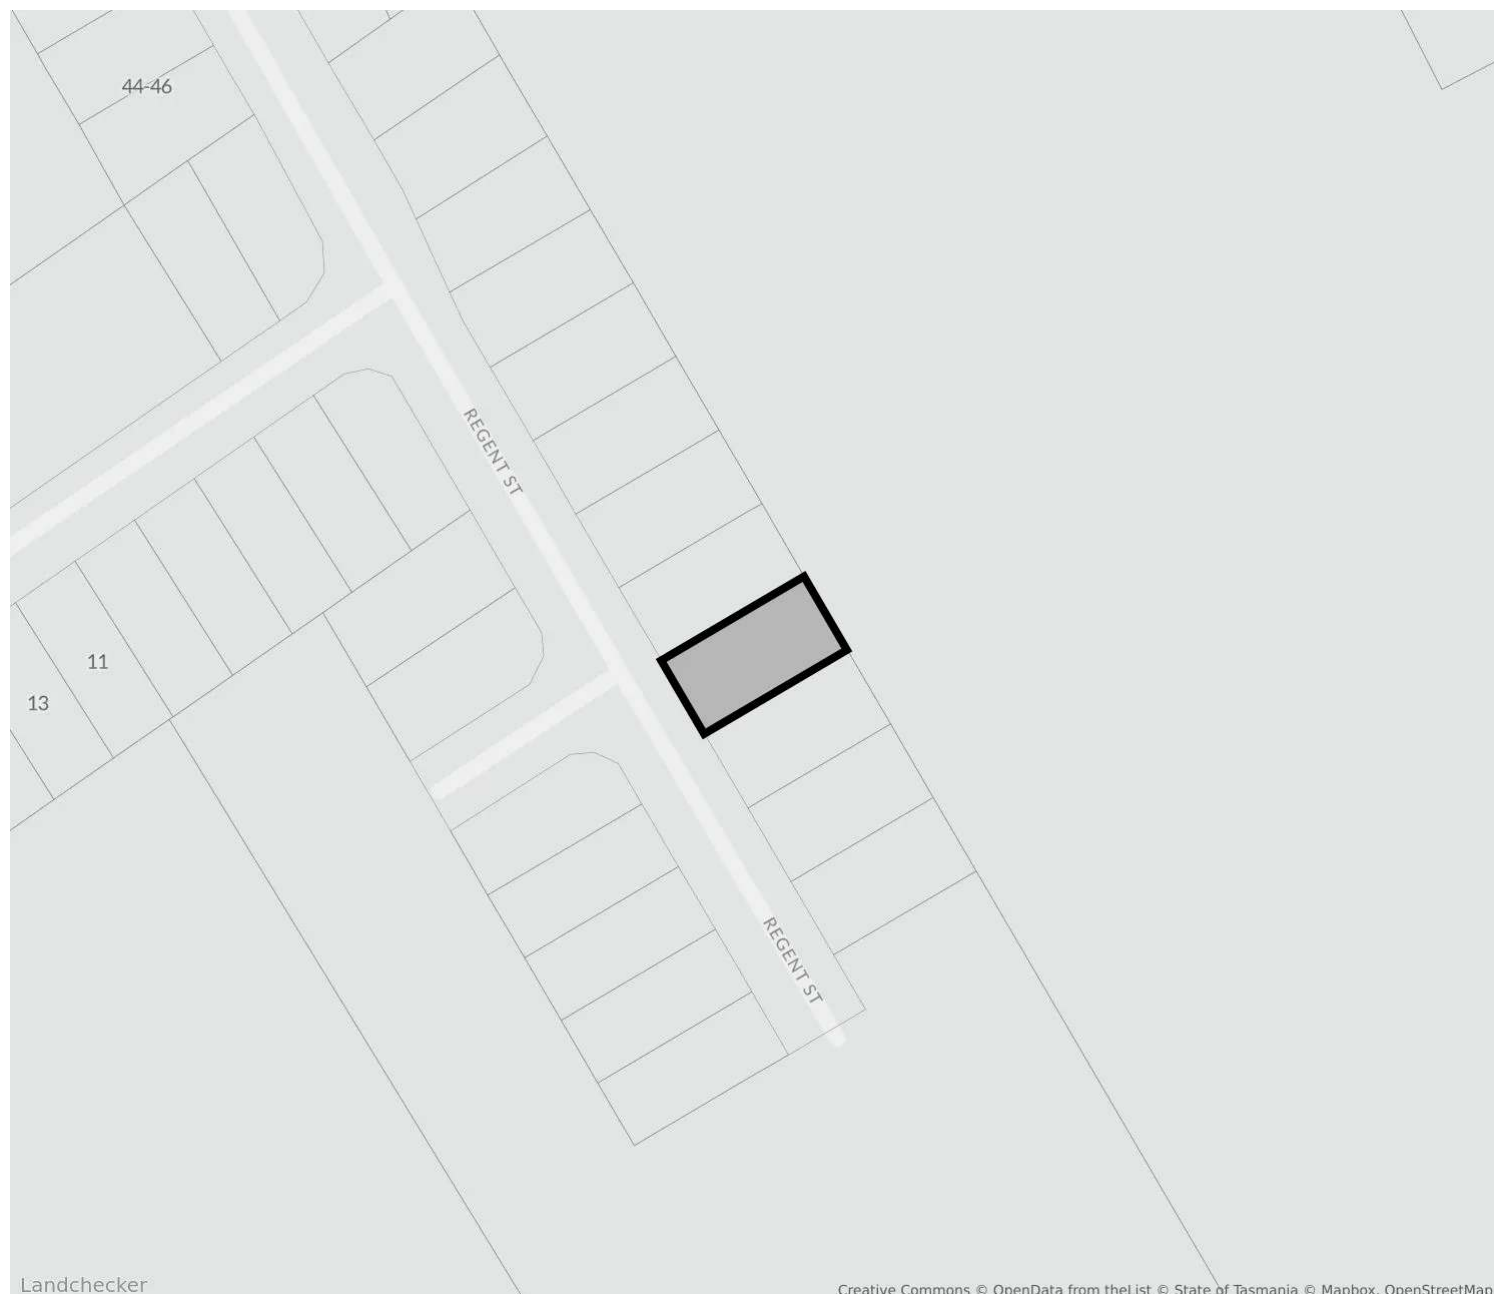 44-46
REGENT ST
11
13
REGENT ST
Landchecker
Creative Commons © OpenData from theList © State of Tasmania © Mapbox, OpenStreetMap